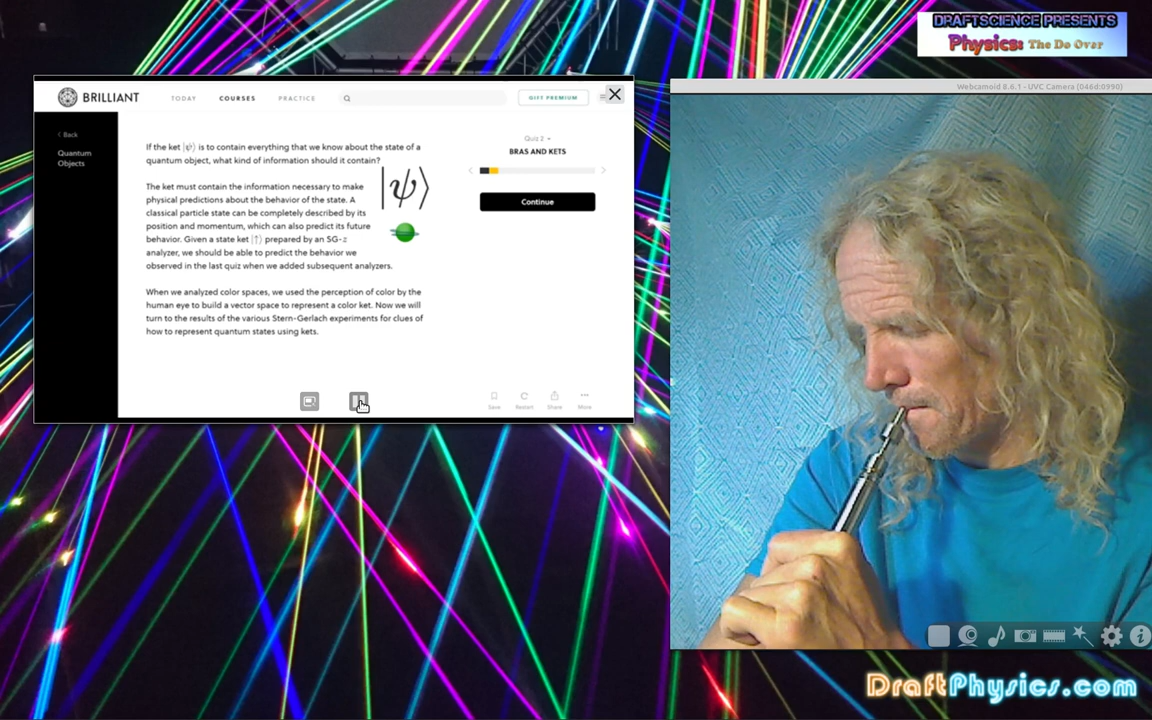 DRAFTSCIENCE PRESENTS
Physics: The Do Over
Webcamoid 8.6.1 - UVC Camera (046d:0990)
BRILLIANT
TODAY
COURSES
PRACTICE
GIFT PREMIUM
< Back
Quantum
Objects
If the ket |ψ⟩ is to contain everything that we know about the state of a
quantum object, what kind of information should it contain?
The ket must contain the information necessary to make
physical predictions about the behavior of the state. A
classical particle state can be completely described by its
position and momentum, which can also predict its future
behavior. Given a state ket |↑⟩ prepared by an SG-z
analyzer, we should be able to predict the behavior we
observed in the last quiz when we added subsequent analyzers.
|ψ⟩
When we analyzed color spaces, we used the perception of color by the
human eye to build a vector space to represent a color ket. Now we will
turn to the results of the various Stern-Gerlach experiments for clues of
how to represent quantum states using kets.
Quiz 2
BRAS AND KETS
Continue
Save
Restart
Share
More
DraftPhysics.com